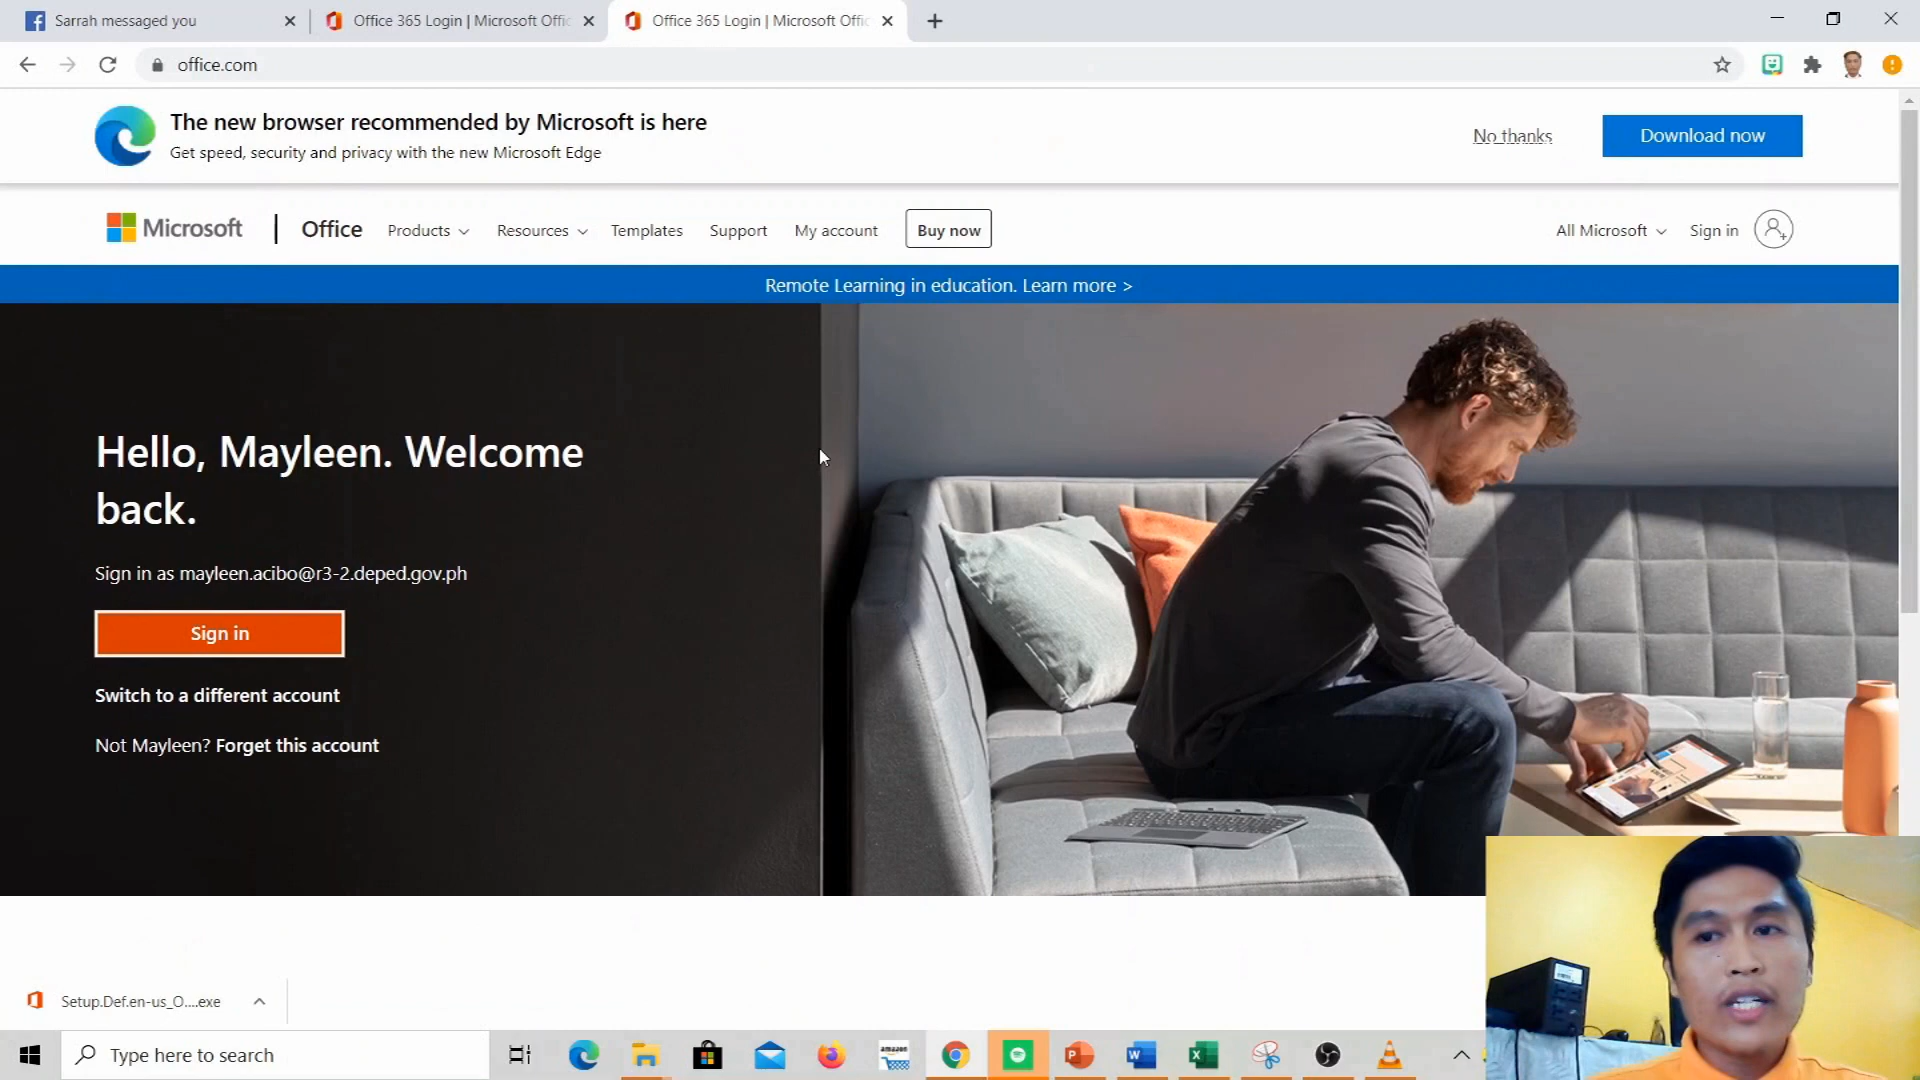 Sarrah messaged you
Office 365 Login | Microsoft Offic
Office 365 Login | Microsoft Offic
office.com
The new browser recommended by Microsoft is here
Get speed, security and privacy with the new Microsoft Edge
No thanks
Download now
Microsoft
Office
Products
Resources
Templates
Support
My account
Buy now
All Microsoft
Sign in
Remote Learning in education. Learn more >
Hello, Mayleen. Welcome
back.
Sign in as mayleen.acibo@r3-2.deped.gov.ph
Sign in
Switch to a different account
Not Mayleen? Forget this account
Setup.Def.en-us_O....exe
Type here to search
amazon